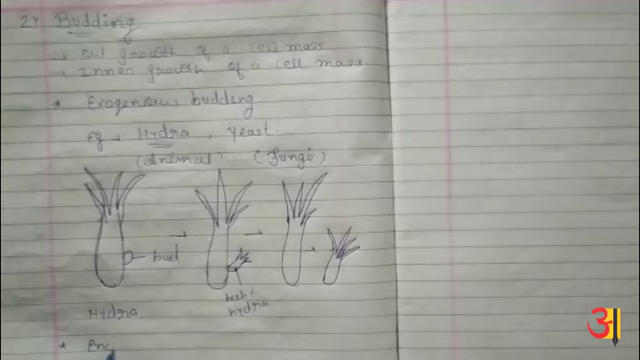 2) Budding
• Out growth of a cell mass
• Inner growth of a cell mass
* Exogenous budding
Eg → Hydra, Yeast.
(Animal) (Fungi)
bud
hydra
Hydra.
* Enc
अ